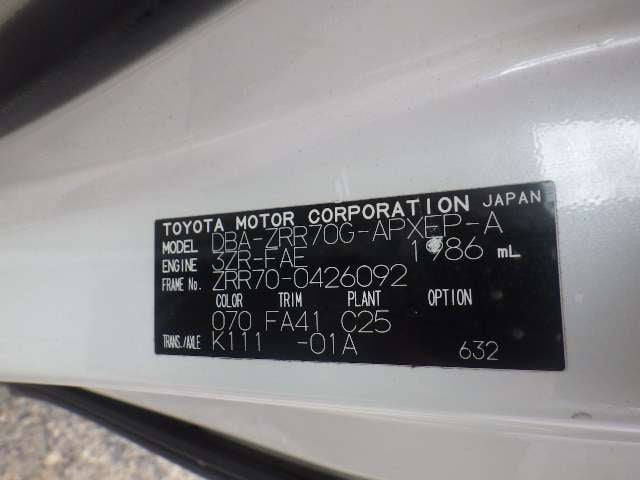 TOYOTA MOTOR CORPORATION JAPAN
MODEL DBA-ZRR70G-APXEP-A
ENGINE 3ZR-FAE 1986 mL
FRAME No. ZRR70-0426092
COLOR TRIM PLANT OPTION
070 FA41 C25
TRANS./AXLE K111 -01A 632